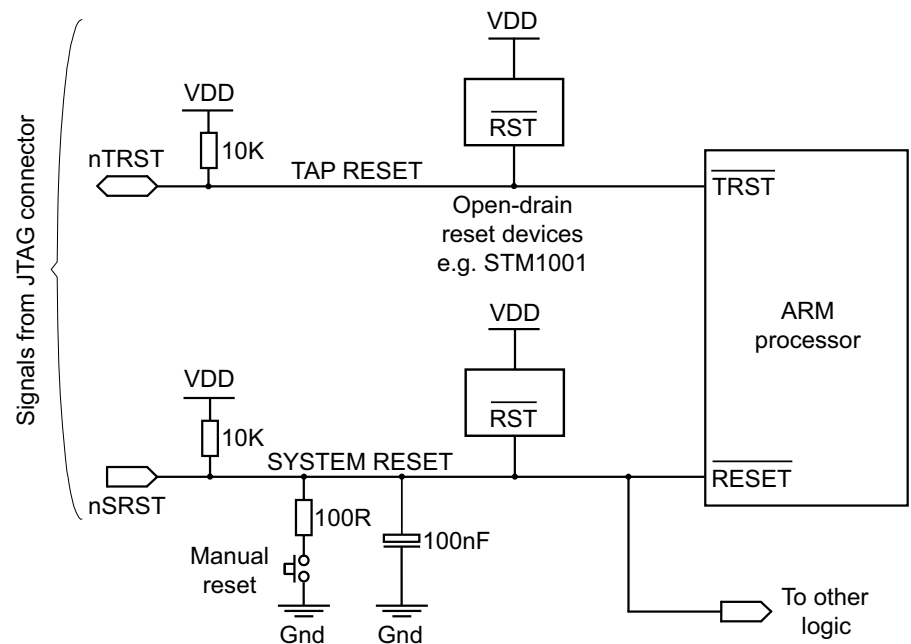 Signals from JTAG connector
VDD
VDD
RST
10K
nTRST
TAP RESET
TRST
Open-drain
reset devices
e.g. STM1001
ARM
processor
VDD
VDD
RST
10K
SYSTEM RESET
RESET
nSRST
100R
100nF
Manual
reset
Gnd
Gnd
To other
logic